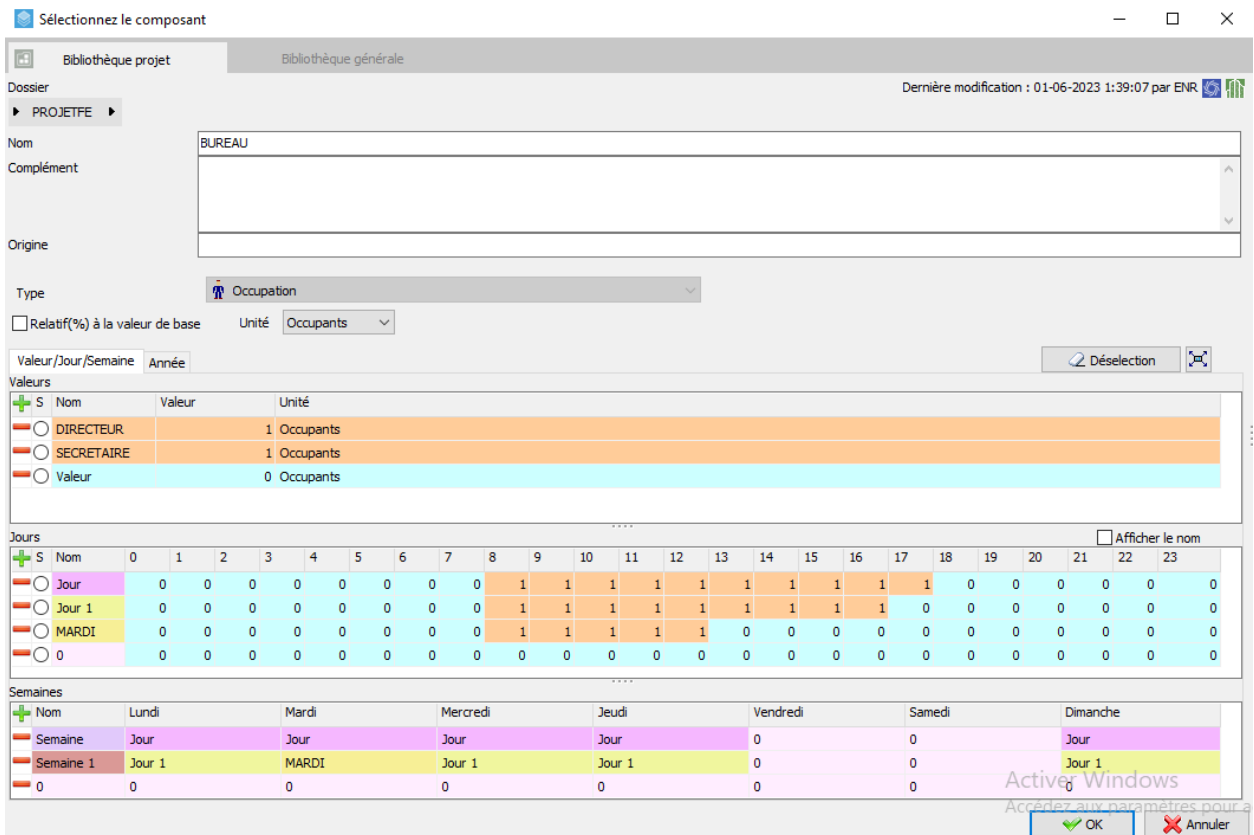 Sélectionnez le composant
Bibliothèque projet Bibliothèque générale
Dossier Dernière modification : 01-06-2023 1:39:07 par ENR
PROJETFE
Nom BUREAU
Complément
Origine
Type Occupation
Relatif(%) à la valeur de base Unité Occupants
Valeur/Jour/Semaine Année Déselection
Valeurs
S Nom Valeur Unité
DIRECTEUR 1 Occupants
SECRETAIRE 1 Occupants
Valeur 0 Occupants
Jours Afficher le nom
S Nom 0 1 2 3 4 5 6 7 8 9 10 11 12 13 14 15 16 17 18 19 20 21 22 23
Jour 0 0 0 0 0 0 0 0 1 1 1 1 1 1 1 1 1 1 0 0 0 0 0 0
Jour 1 0 0 0 0 0 0 0 0 1 1 1 1 1 1 1 1 1 0 0 0 0 0 0 0
MARDI 0 0 0 0 0 0 0 0 1 1 1 1 1 0 0 0 0 0 0 0 0 0 0 0
0 0 0 0 0 0 0 0 0 0 0 0 0 0 0 0 0 0 0 0 0 0 0 0 0
Semaines
Nom Lundi Mardi Mercredi Jeudi Vendredi Samedi Dimanche
Semaine Jour Jour Jour Jour 0 0 Jour
Semaine 1 Jour 1 MARDI Jour 1 Jour 1 0 0 Jour 1
0 0 0 0 0 0 0 0
Activer Windows
Accédez aux paramètres pour a
OK Annuler